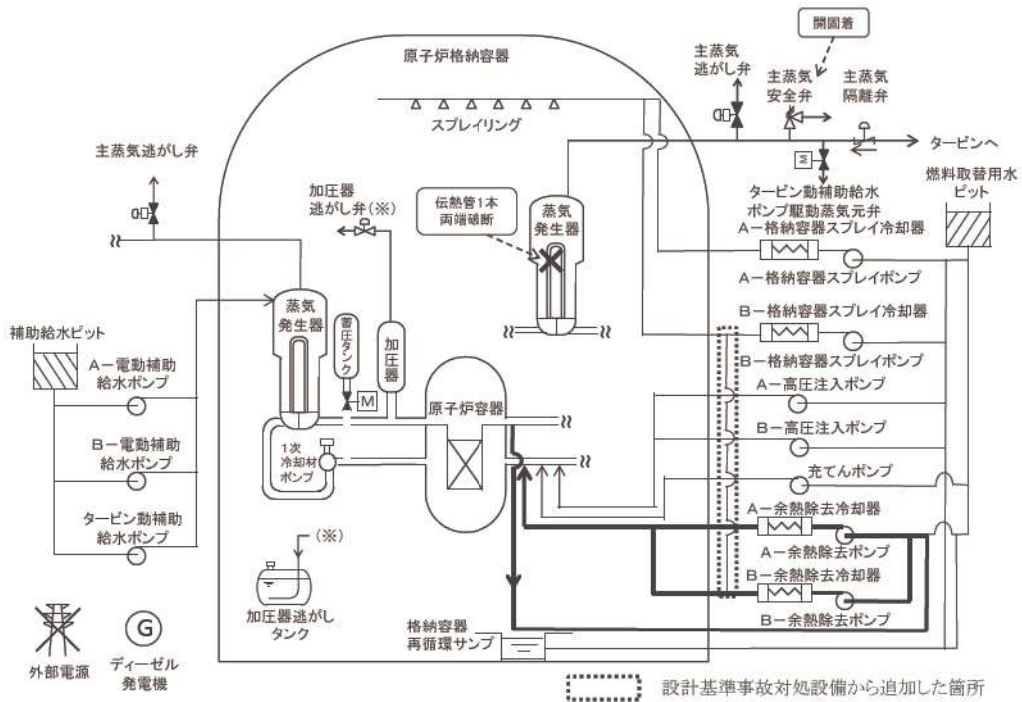 開固着
原子炉格納容器
主蒸気
逃がし弁
主蒸気
安全弁
主蒸気
隔離弁
スプレイリング
タービンへ
主蒸気逃がし弁
加圧器
逃がし弁(※)
伝熱管1本
両端破断
蒸気
発生器
M
タービン動補助給水
ポンプ駆動蒸気元弁
燃料取替用水
ピット
A-格納容器スプレイ冷却器
A-格納容器スプレイポンプ
蒸気
発生器
蓄圧タンク
加圧器
M
B-格納容器スプレイ冷却器
B-格納容器スプレイポンプ
補助給水ピット
A-電動補助
給水ポンプ
原子炉容器
A-高圧注入ポンプ
B-高圧注入ポンプ
B-電動補助
給水ポンプ
1次
冷却材
ポンプ
充てんポンプ
A-余熱除去冷却器
A-余熱除去ポンプ
タービン動補助
給水ポンプ
(※)
B-余熱除去冷却器
B-余熱除去ポンプ
加圧器逃がし
タンク
格納容器
再循環サンプ
外部電源
G
ディーゼル
発電機
設計基準事故対処設備から追加した箇所